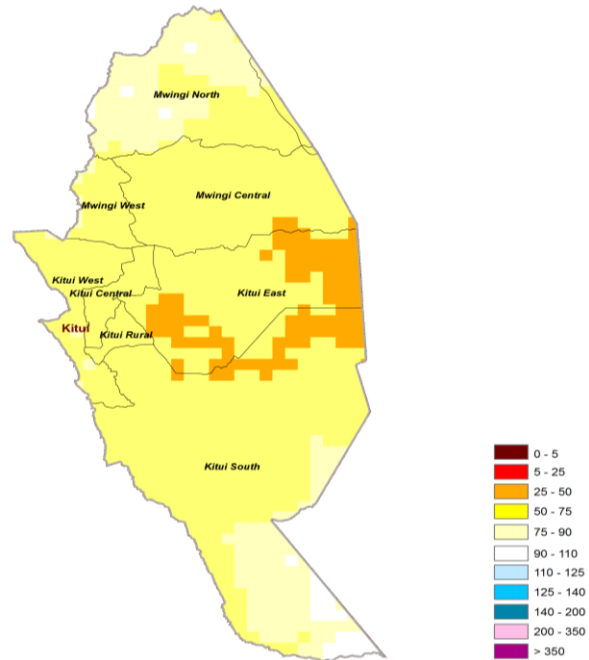 Mwingi North
Mwingi Central
Mwingi West
Kitui West
Kitui Central
Kitui East
Kitui
Kitui Rural
Kitui South
0 - 5
5 - 25
25 - 50
50 - 75
75 - 90
90 - 110
110 - 125
125 - 140
140 - 200
200 - 350
> 350